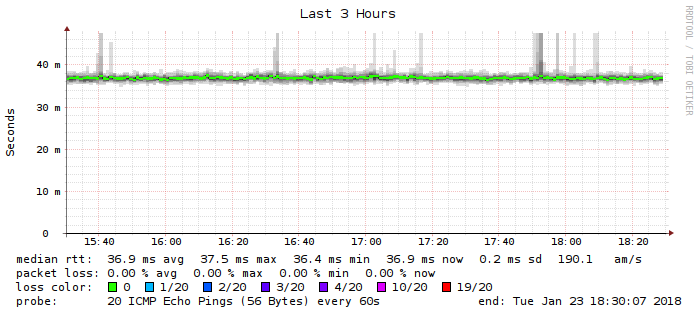 Last 3 Hours
RRDTOOL / TOBI OETIKER
Seconds
40 m
30 m
20 m
10 m
0
15:40 16:00 16:20 16:40 17:00 17:20 17:40 18:00 18:20
median rtt: 36.9 ms avg 37.5 ms max 36.4 ms min 36.9 ms now 0.2 ms sd 190.1 am/s
packet loss: 0.00 % avg 0.00 % max 0.00 % min 0.00 % now
loss color: 0 1/20 2/20 3/20 4/20 10/20 19/20
probe: 20 ICMP Echo Pings (56 Bytes) every 60s end: Tue Jan 23 18:30:07 2018